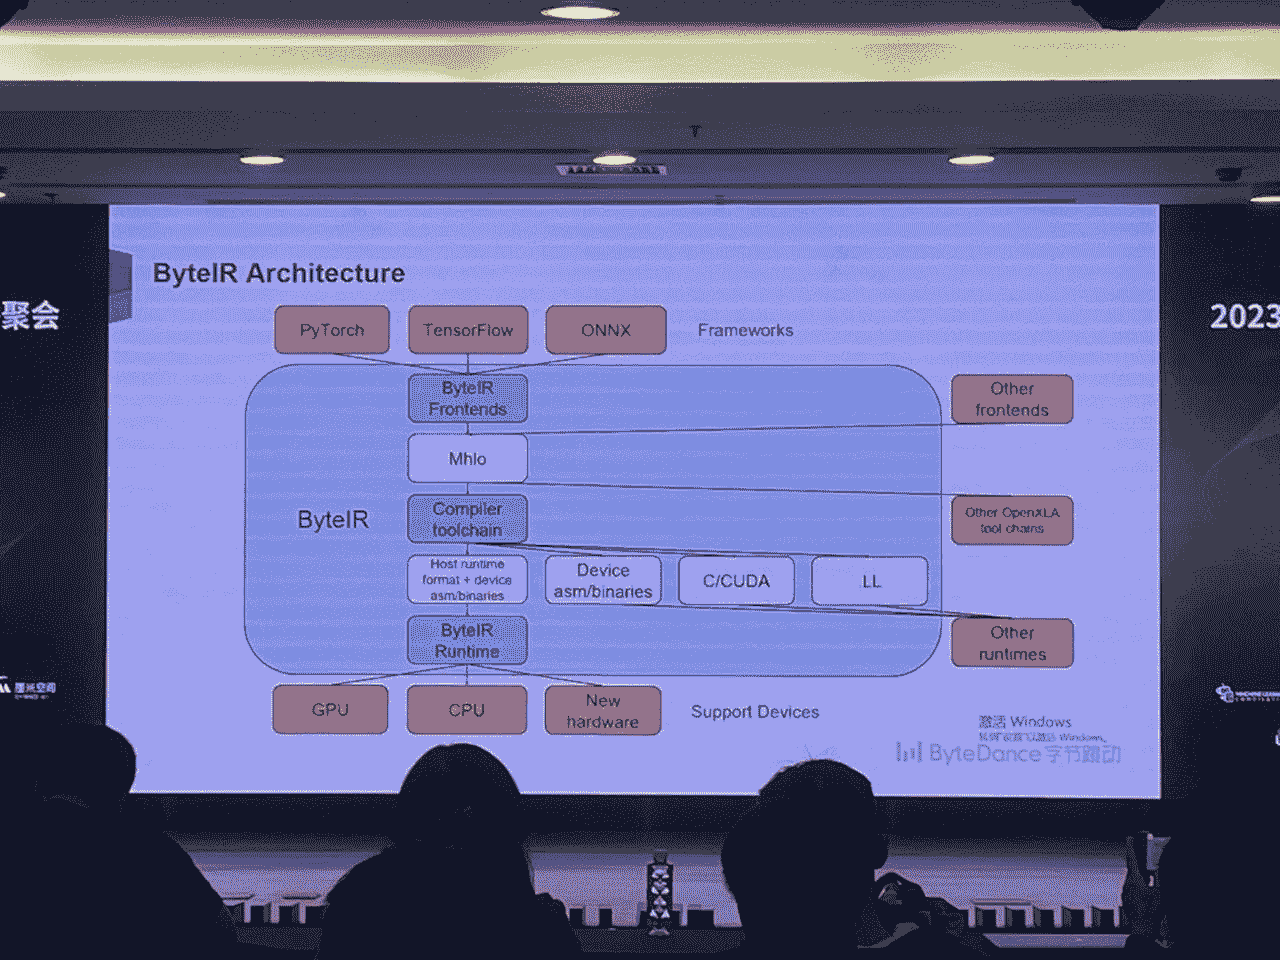 聚会
2023
ByteIR Architecture
PyTorch
TensorFlow
ONNX
Frameworks
ByteIR
Frontends
Other
frontends
Mhlo
ByteIR
Compiler
toolchain
Other OpenXLA
tool chains
Host runtime
format + device
asm/binaries
Device
asm/binaries
C/CUDA
LL
ByteIR
Runtime
Other
runtimes
GPU
CPU
New
hardware
Support Devices
激活 Windows
ByteDance 字节跳动